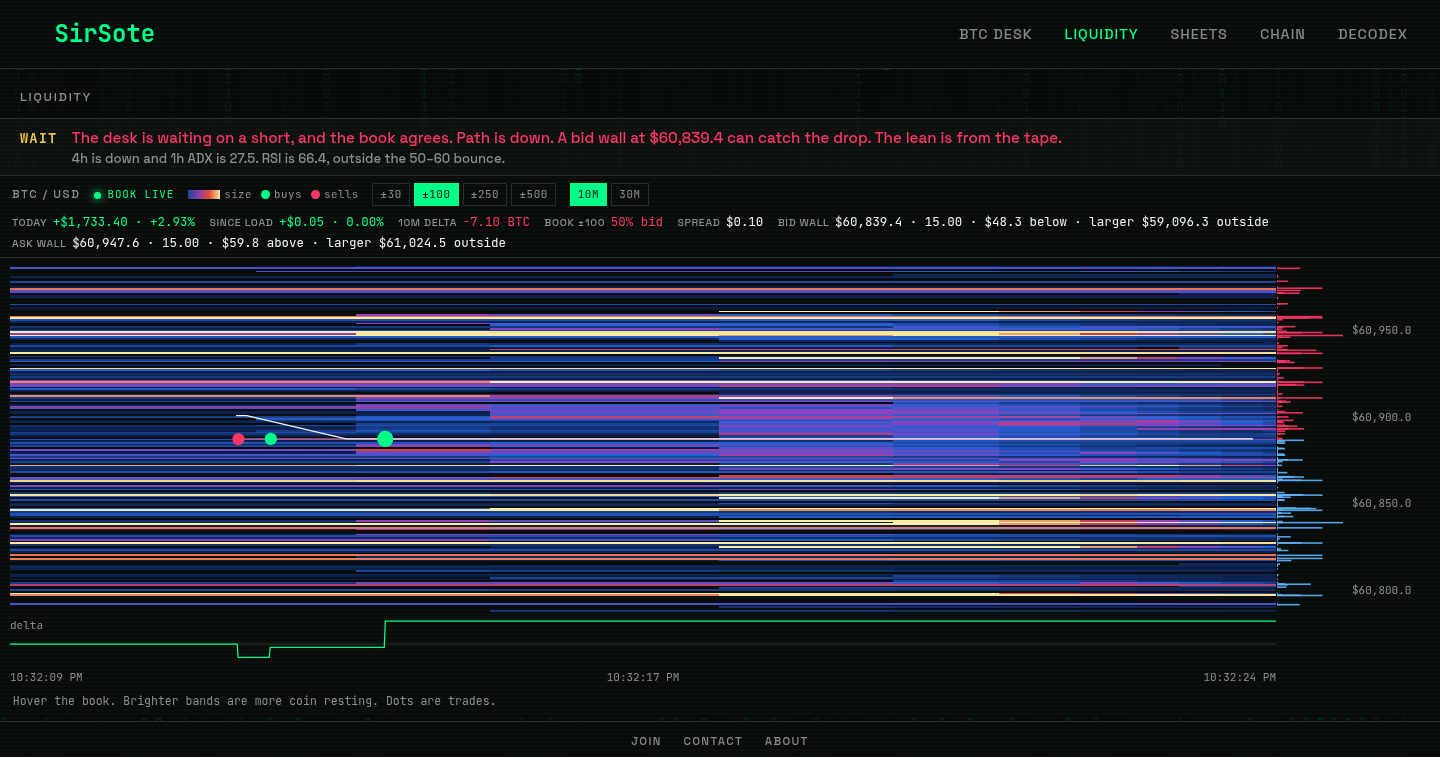 SirSote
BTC DESK LIQUIDITY SHEETS CHAIN DECODEX
LIQUIDITY
WAIT The desk is waiting on a short, and the book agrees. Path is down. A bid wall at $60,839.4 can catch the drop. The lean is from the tape.
4h is down and 1h ADX is 27.5. RSI is 66.4, outside the 50–60 bounce.
BTC / USD BOOK LIVE size buys sells ±30 ±100 ±250 ±500 10M 30M
TODAY +$1,733.40 · +2.93% SINCE LOAD +$0.05 · 0.00% 10M DELTA -7.10 BTC BOOK ±100 50% bid SPREAD $0.10 BID WALL $60,839.4 · 15.00 · $48.3 below · larger $59,096.3 outside
ASK WALL $60,947.6 · 15.00 · $59.8 above · larger $61,024.5 outside
$60,950.0
$60,900.0
$60,850.0
$60,800.0
delta
10:32:09 PM 10:32:17 PM 10:32:24 PM
Hover the book. Brighter bands are more coin resting. Dots are trades.
JOIN CONTACT ABOUT